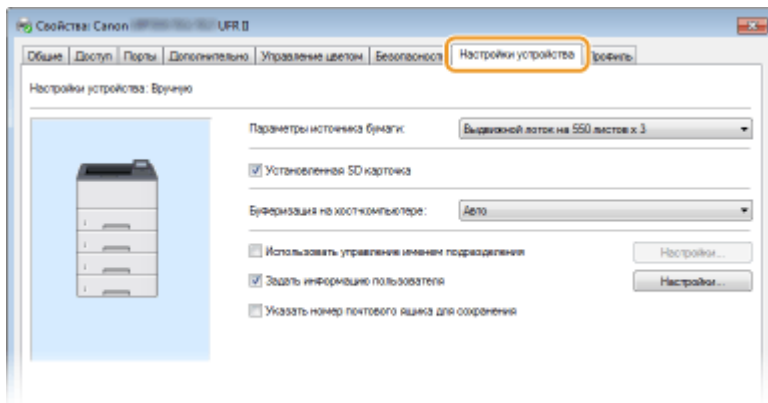 Свойства: Canon UFR II
Общие Доступ Порты Дополнительно Управление цветом Безопасность Настройки устройства Профиль
Настройки устройства: Вручную
Параметры источника бумаги: Выдвижной лоток на 550 листов x 3
Установленная SD карточка
Буферизация на хост-компьютере: Авто
Использовать управление именем подразделения Настройки...
Задать информацию пользователя Настройки...
Указать номер почтового ящика для сохранения